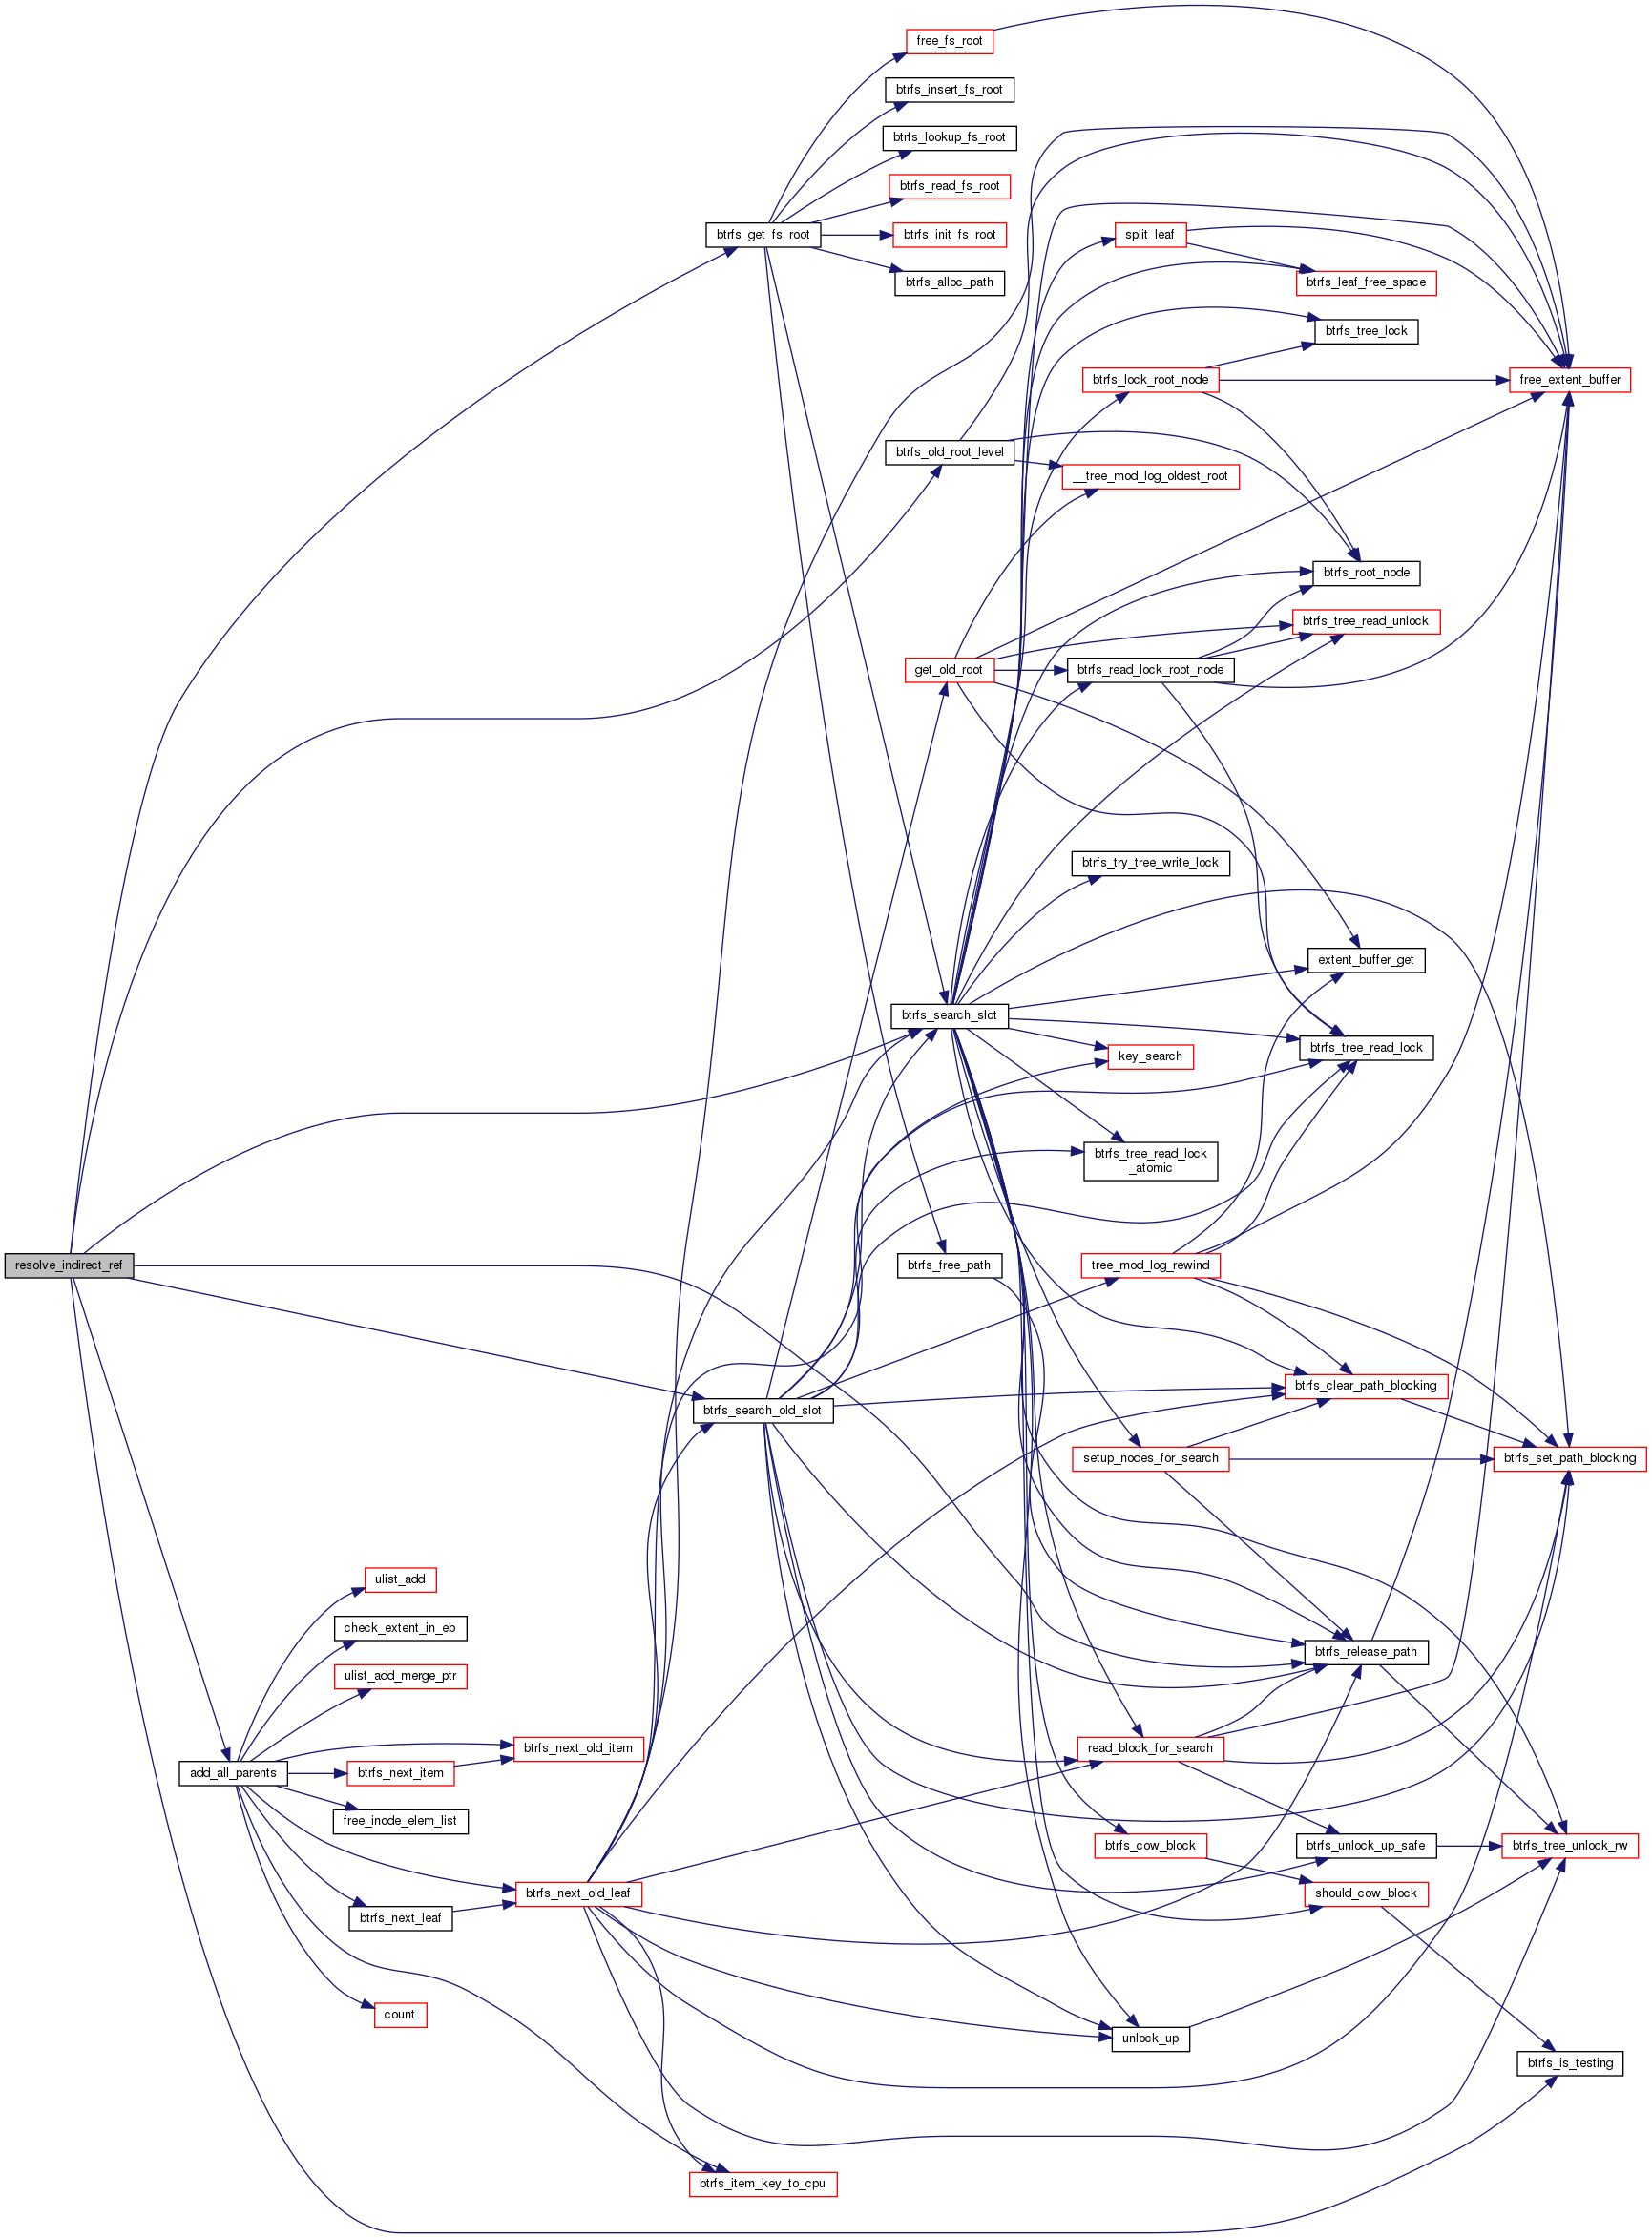 free_fs_root
btrfs_insert_fs_root
btrfs_lookup_fs_root
btrfs_read_fs_root
btrfs_get_fs_root
btrfs_init_fs_root
split_leaf
btrfs_alloc_path
btrfs_leaf_free_space
btrfs_tree_lock
btrfs_lock_root_node
free_extent_buffer
btrfs_old_root_level
__tree_mod_log_oldest_root
btrfs_root_node
btrfs_tree_read_unlock
get_old_root
btrfs_read_lock_root_node
btrfs_try_tree_write_lock
extent_buffer_get
btrfs_search_slot
btrfs_tree_read_lock
key_search
btrfs_tree_read_lock
_atomic
resolve_indirect_ref
btrfs_free_path
tree_mod_log_rewind
btrfs_clear_path_blocking
btrfs_search_old_slot
setup_nodes_for_search
btrfs_set_path_blocking
ulist_add
check_extent_in_eb
btrfs_release_path
ulist_add_merge_ptr
btrfs_next_old_item
read_block_for_search
add_all_parents
btrfs_next_item
free_inode_elem_list
btrfs_cow_block
btrfs_unlock_up_safe
btrfs_tree_unlock_rw
btrfs_next_old_leaf
should_cow_block
btrfs_next_leaf
count
unlock_up
btrfs_is_testing
btrfs_item_key_to_cpu